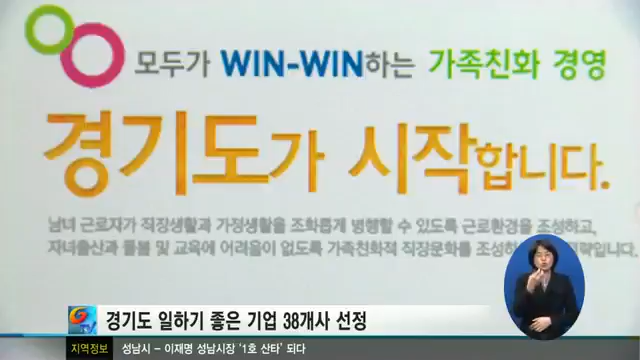 모두가 WIN-WIN하는 가족친화 경영
경기도가 시작합니다.
남녀 근로자가 직장생활과 가정생활을 조화롭게 병행할 수 있도록 근로환경을 조성하고,
자녀출산과 돌봄 및 교육에 어려움이 없도록 가족친화적 직장문화를 조성하 입니다.
경기도 일하기 좋은 기업 38개사 선정
지역정보 성남시 – 이재명 성남시장 '1호 산타' 되다